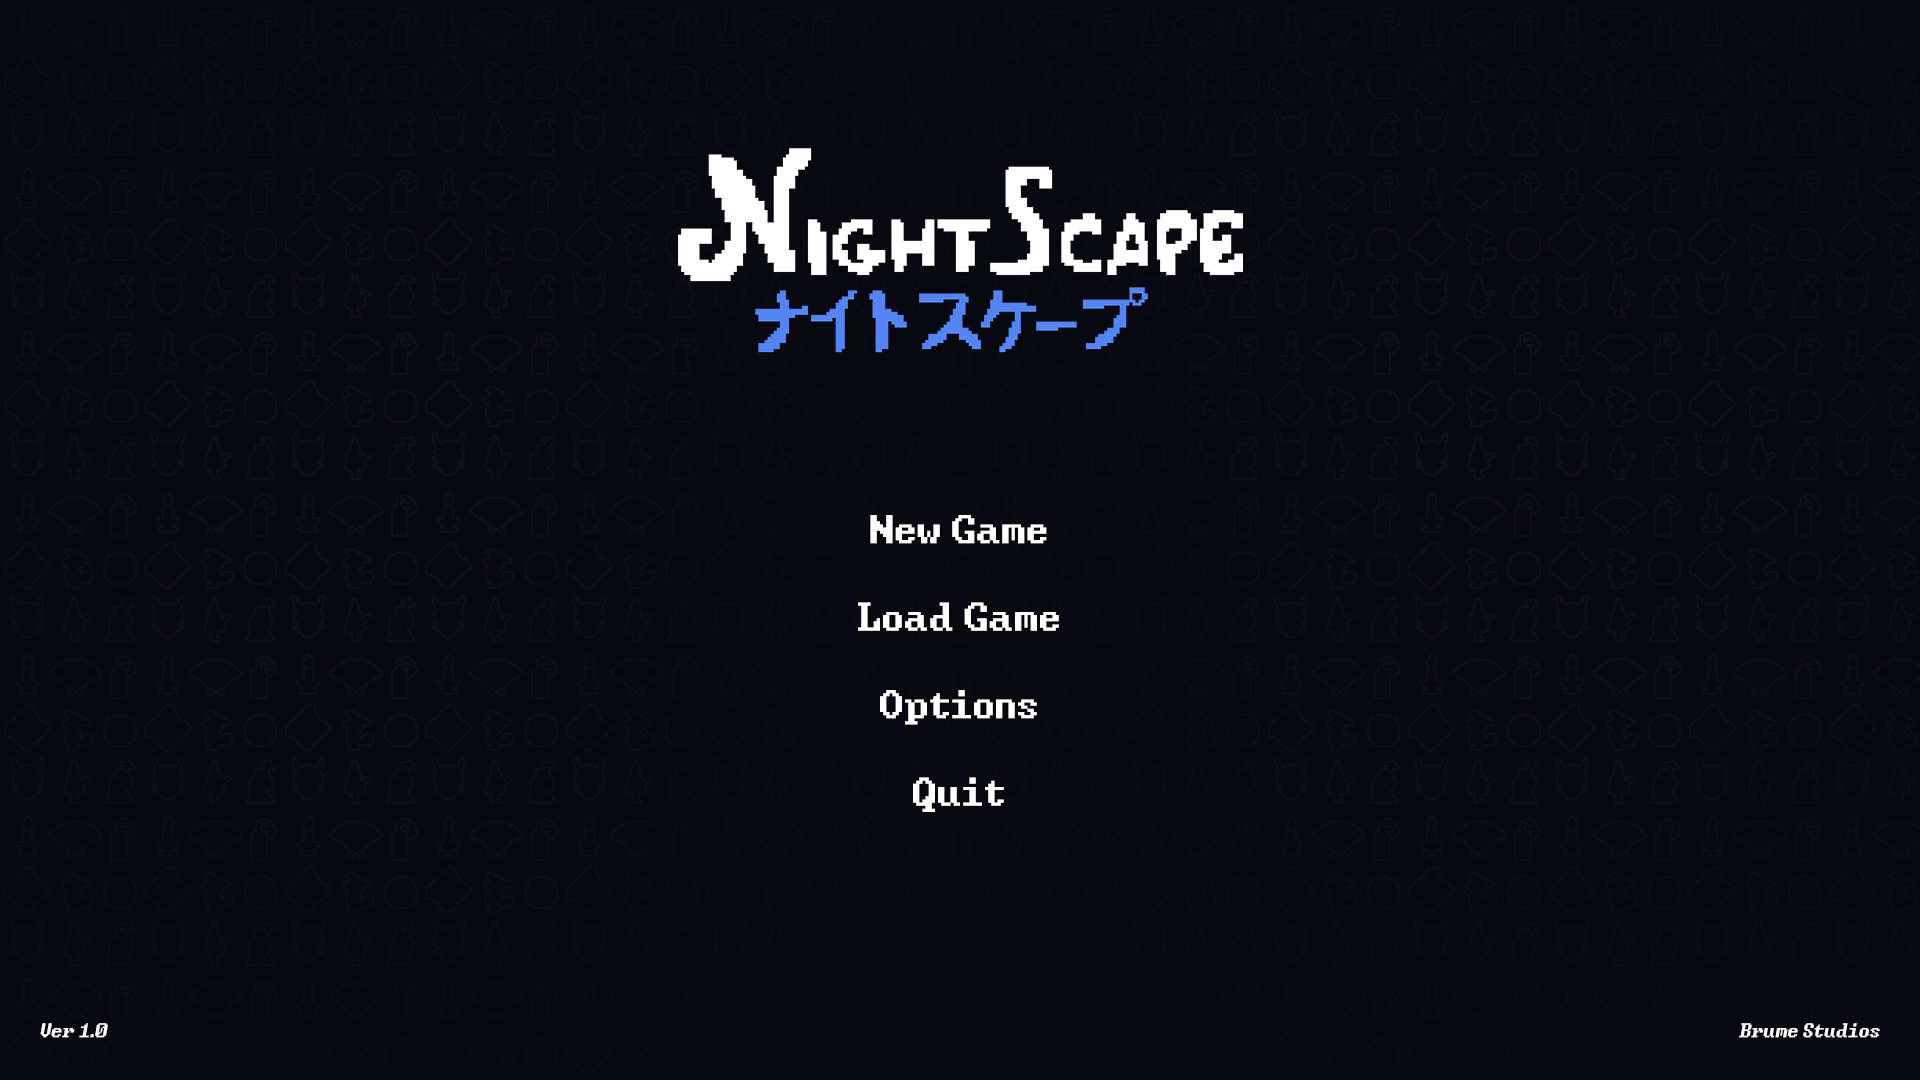 NightScape
ナイトスケープ
New Game
Load Game
Options
Quit
Ver 1.0
Brume Studios